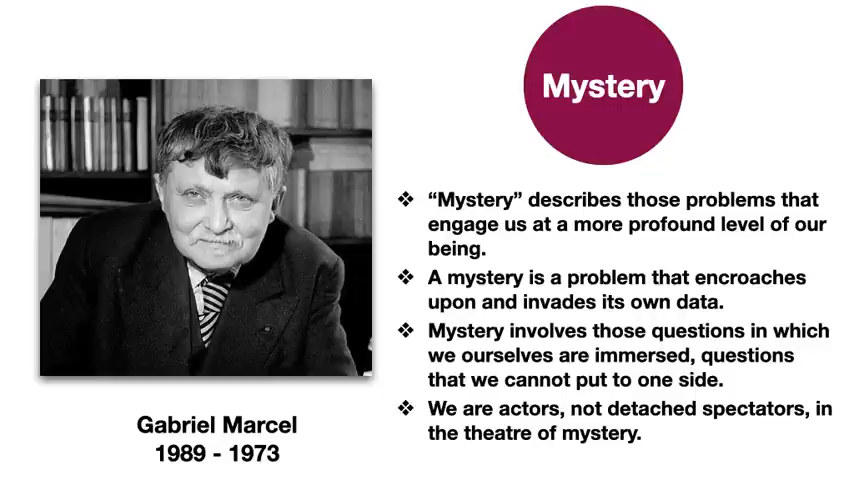 Mystery
❖ “Mystery” describes those problems that
engage us at a more profound level of our
being.
❖ A mystery is a problem that encroaches
upon and invades its own data.
❖ Mystery involves those questions in which
we ourselves are immersed, questions
that we cannot put to one side.
❖ We are actors, not detached spectators, in
the theatre of mystery.
Gabriel Marcel
1989 - 1973